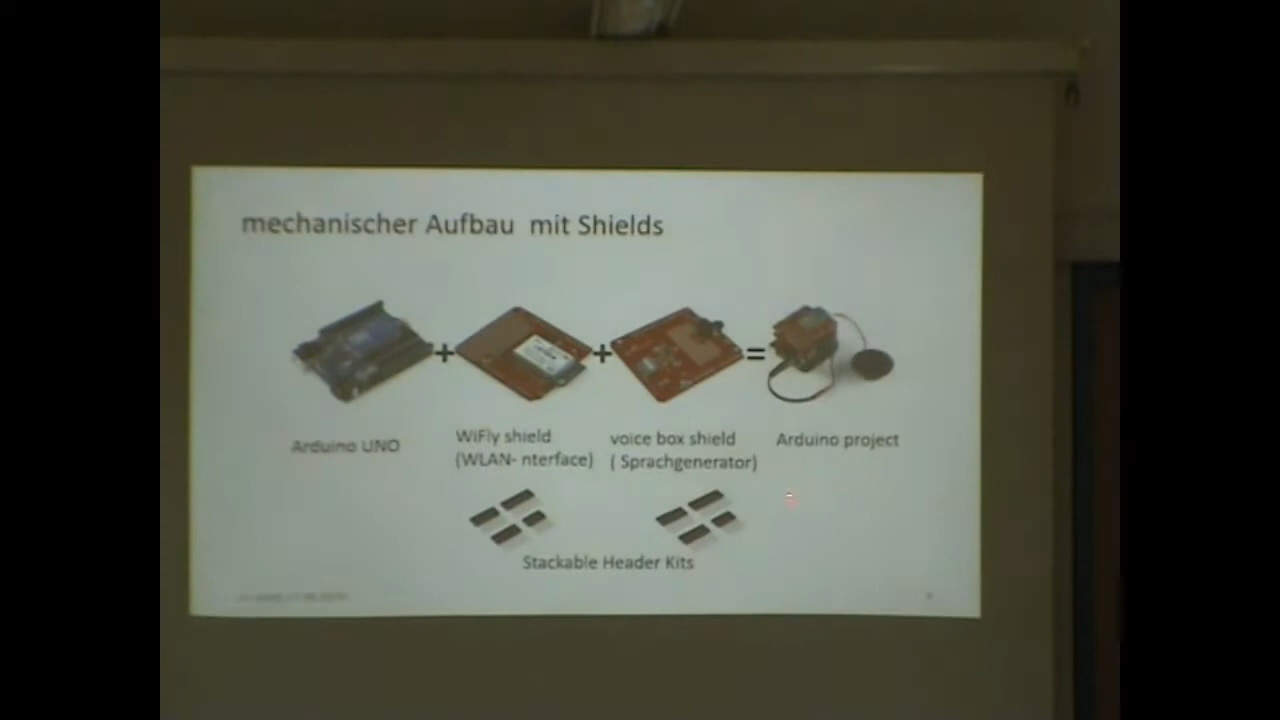 mechanischer Aufbau mit Shields
+ + =
Arduino UNO
WiFly shield
(WLAN- nterface)
voice box shield
( Sprachgenerator)
Arduino project
Stackable Header Kits